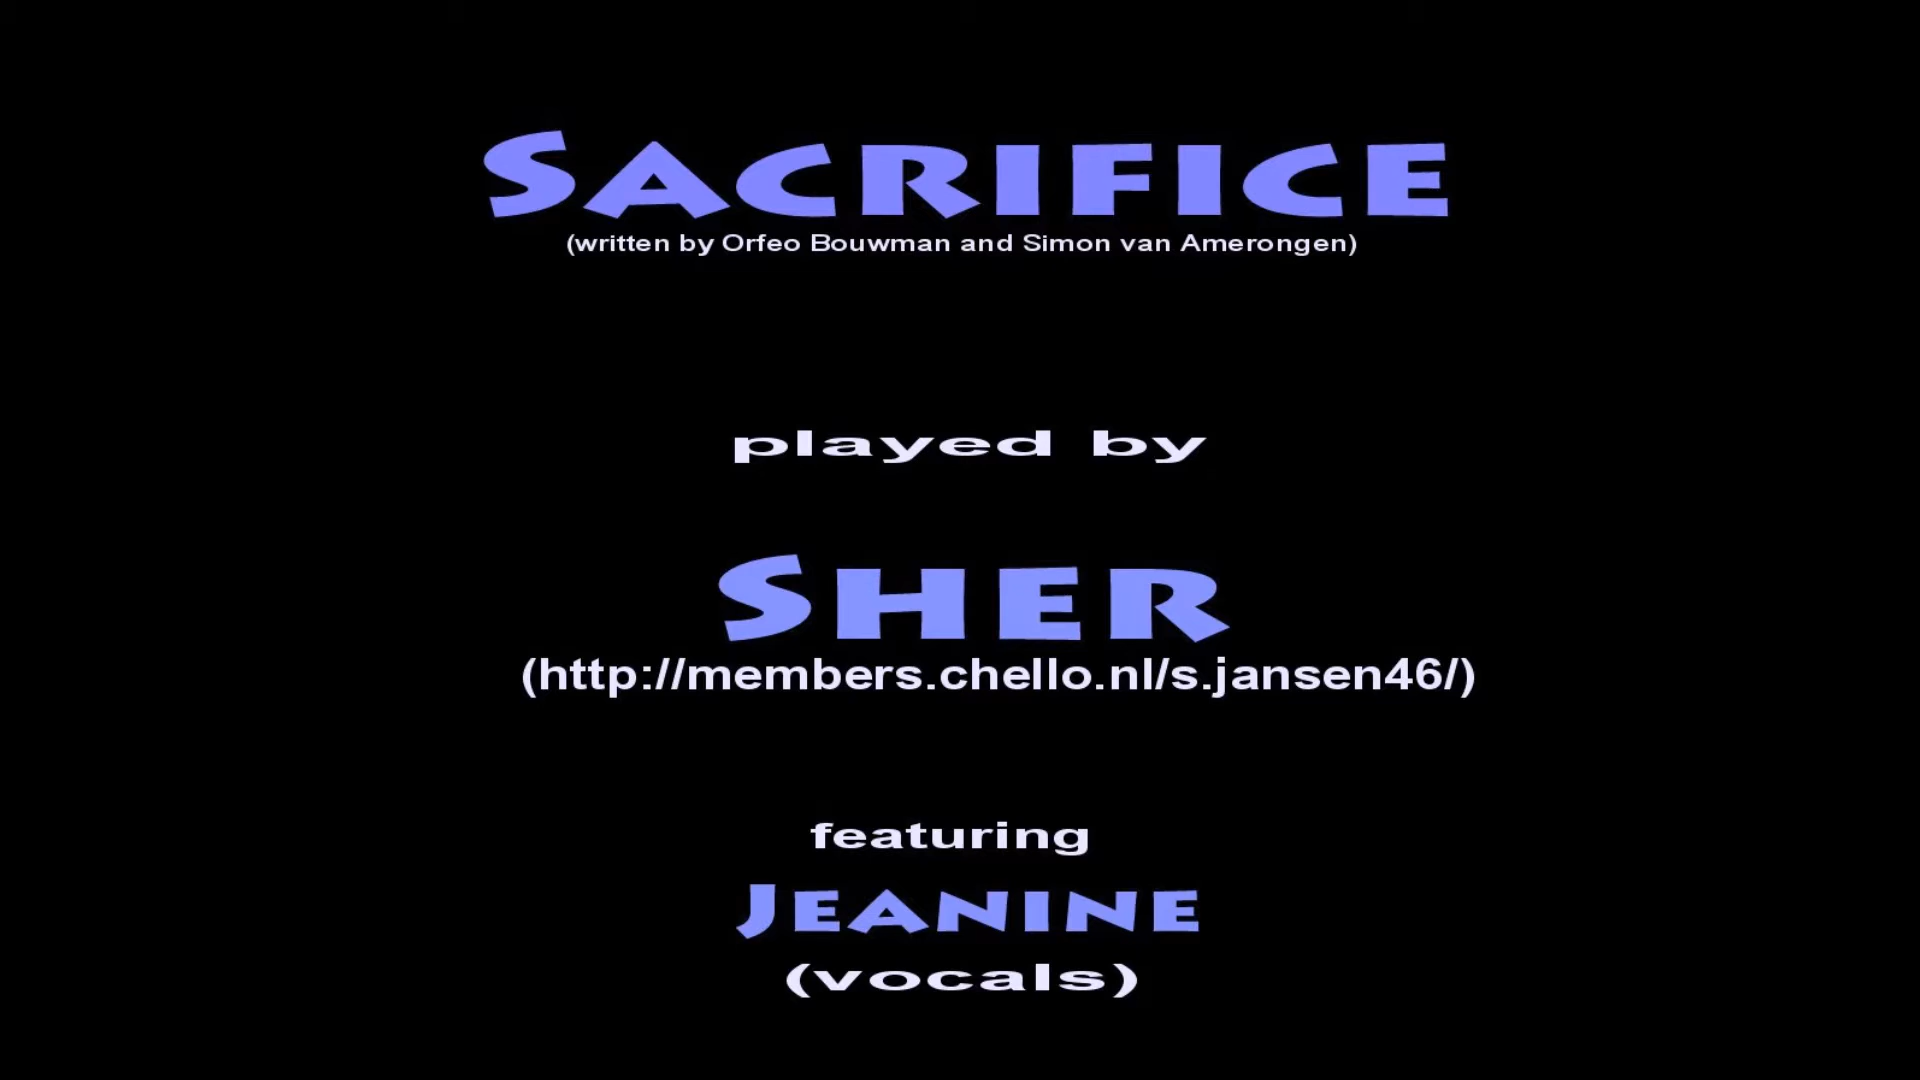 SACRIFICE
(written by Orfeo Bouwman and Simon van Amerongen)
played by
SHER
(http://members.chello.nl/s.jansen46/)
featuring
JEANINE
(vocals)